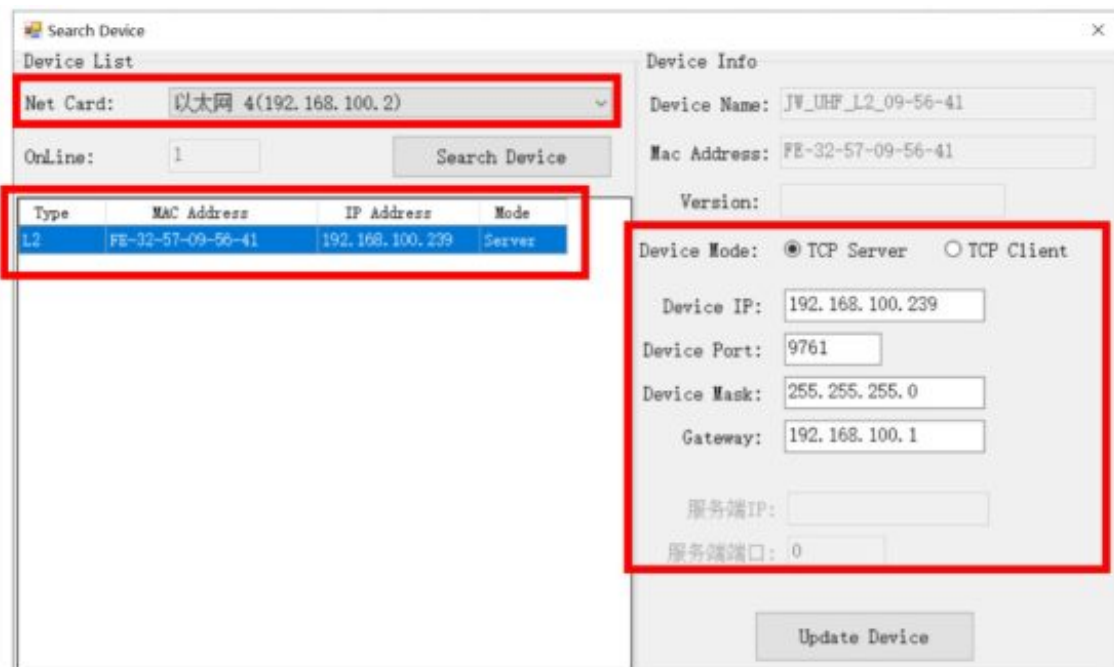 Search Device
Device List
Net Card: 以太网 4(192.168.100.2)
OnLine: 1 Search Device
Type MAC Address IP Address Mode
L2 FE-32-57-09-56-41 192.168.100.239 Server
Device Info
Device Name: JW_UHF_L2_09-56-41
Mac Address: FE-32-57-09-56-41
Version:
Device Mode: TCP Server TCP Client
Device IP: 192.168.100.239
Device Port: 9761
Device Mask: 255.255.255.0
Gateway: 192.168.100.1
服务端IP:
服务端端口: 0
Update Device